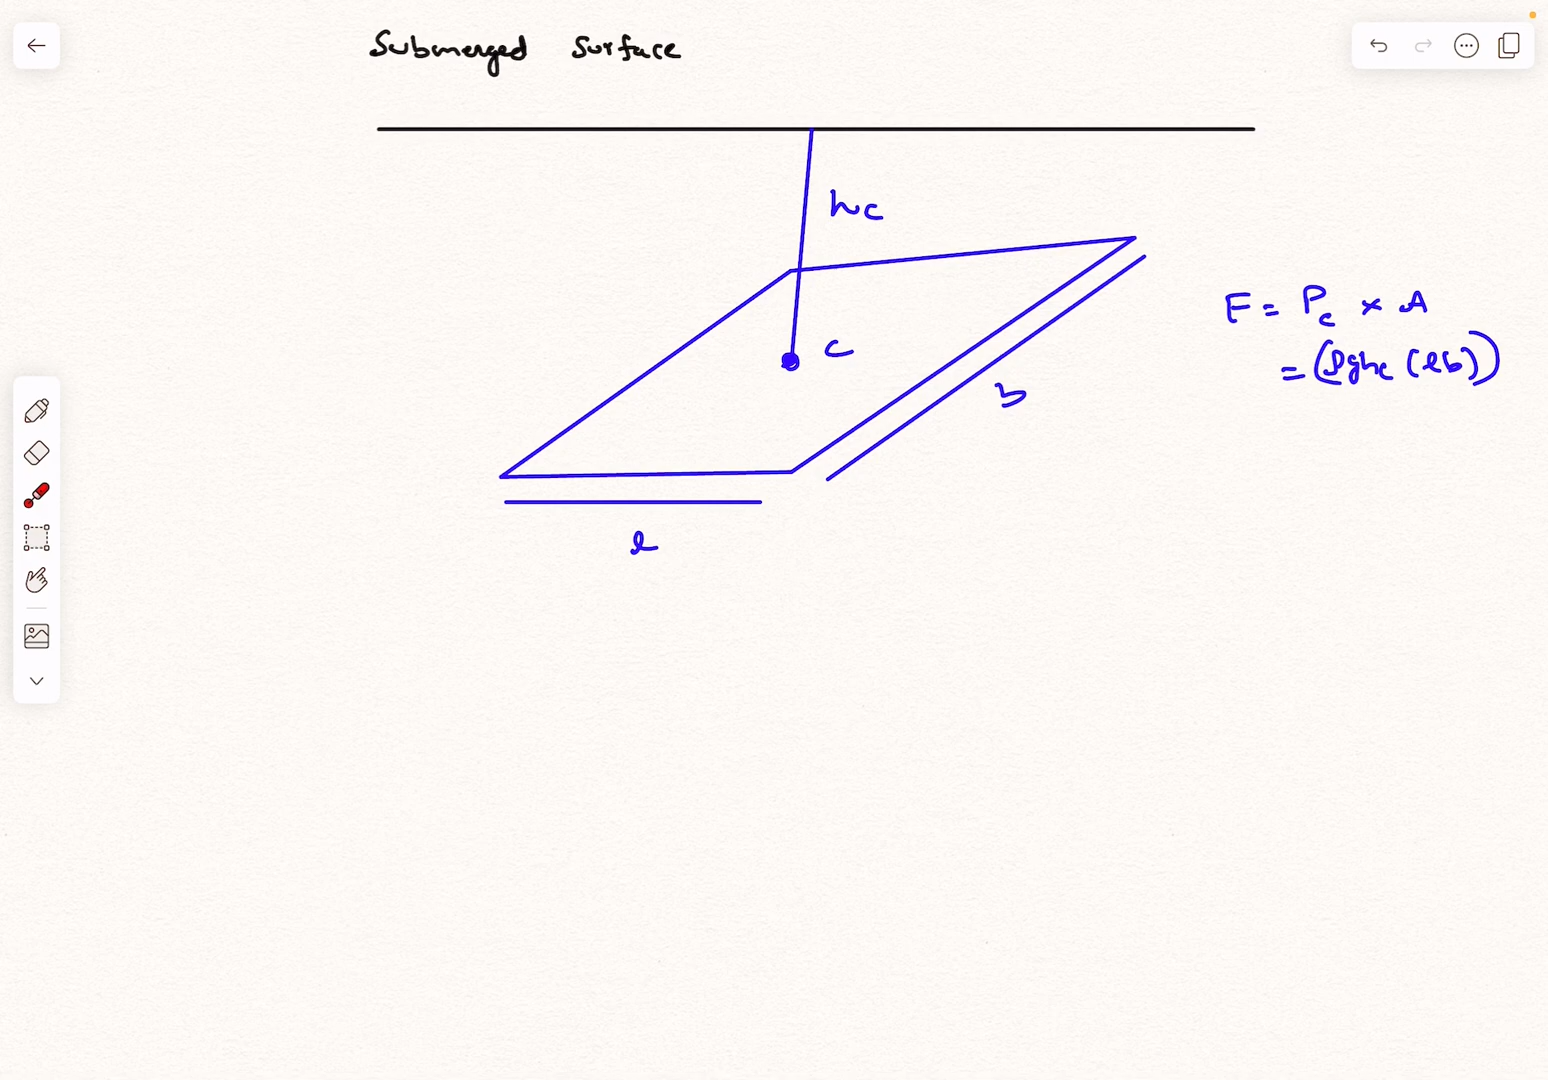 Submerged Surface
hc
C
F = Pc × A
= (ρghc (lb))
b
l